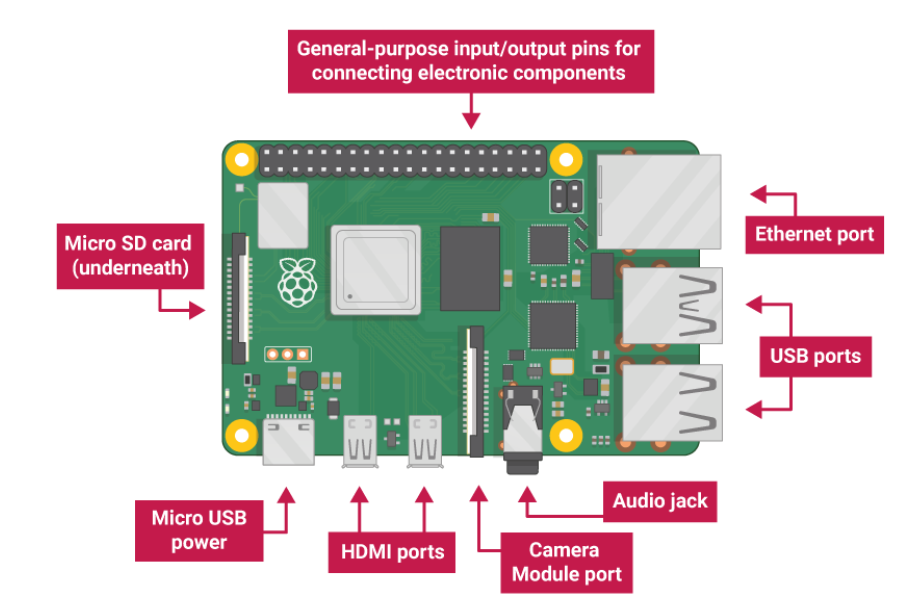 General-purpose input/output pins for
connecting electronic components
Micro SD card
(underneath)
Ethernet port
USB ports
Micro USB
power
HDMI ports
Camera
Module port
Audio jack